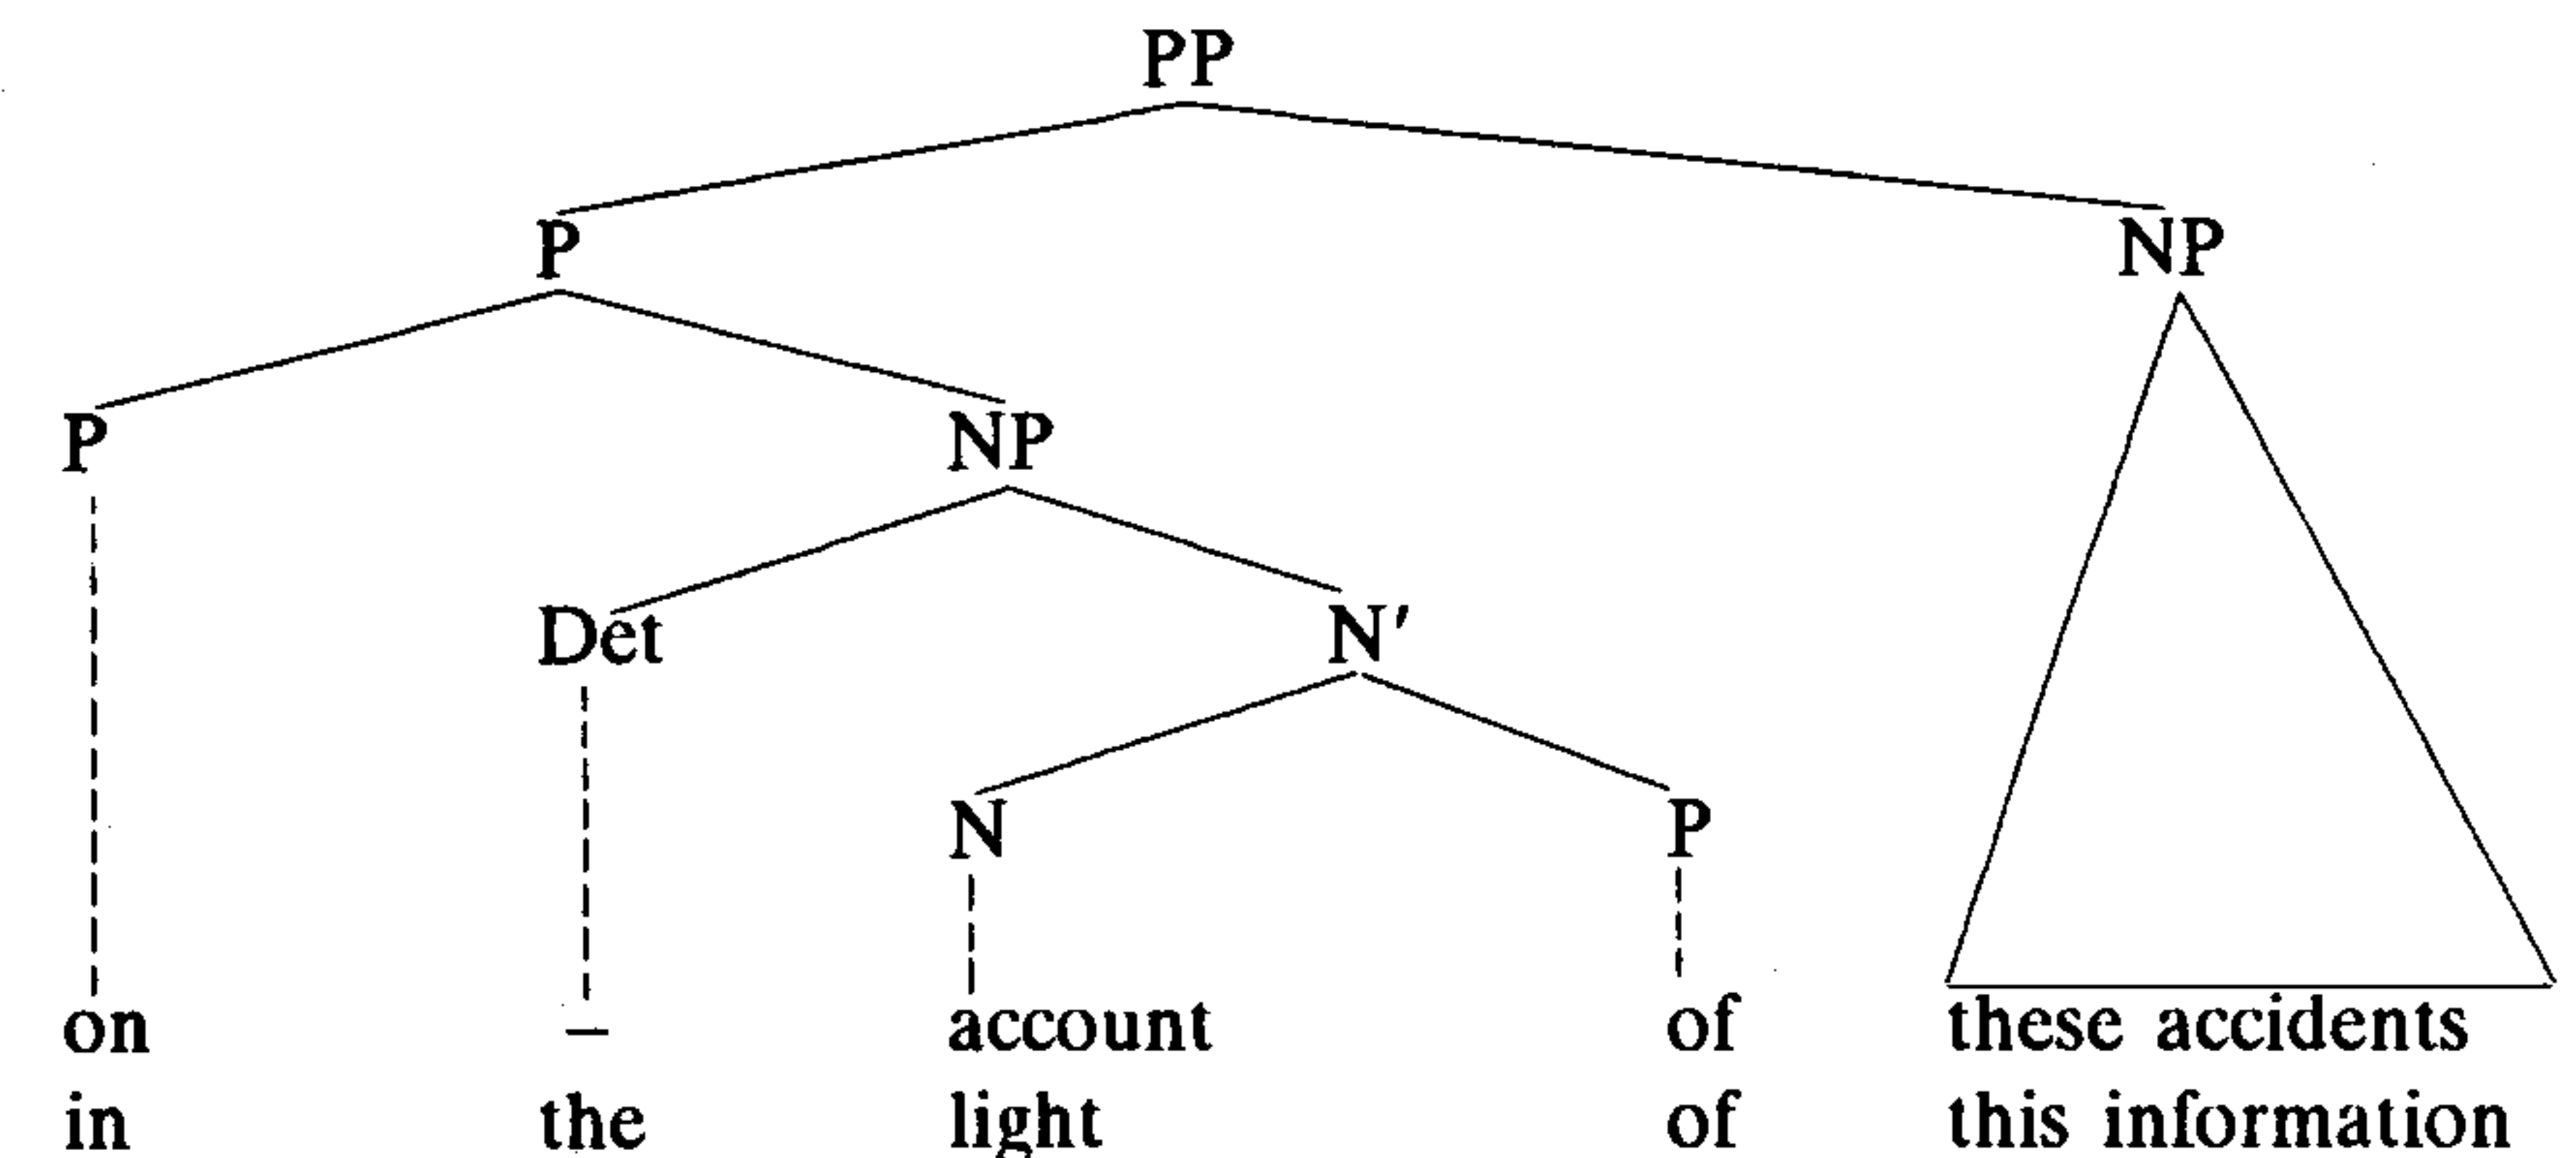 PP
P NP
P NP
Det N′
N P
on – account of these accidents
in the light of this information